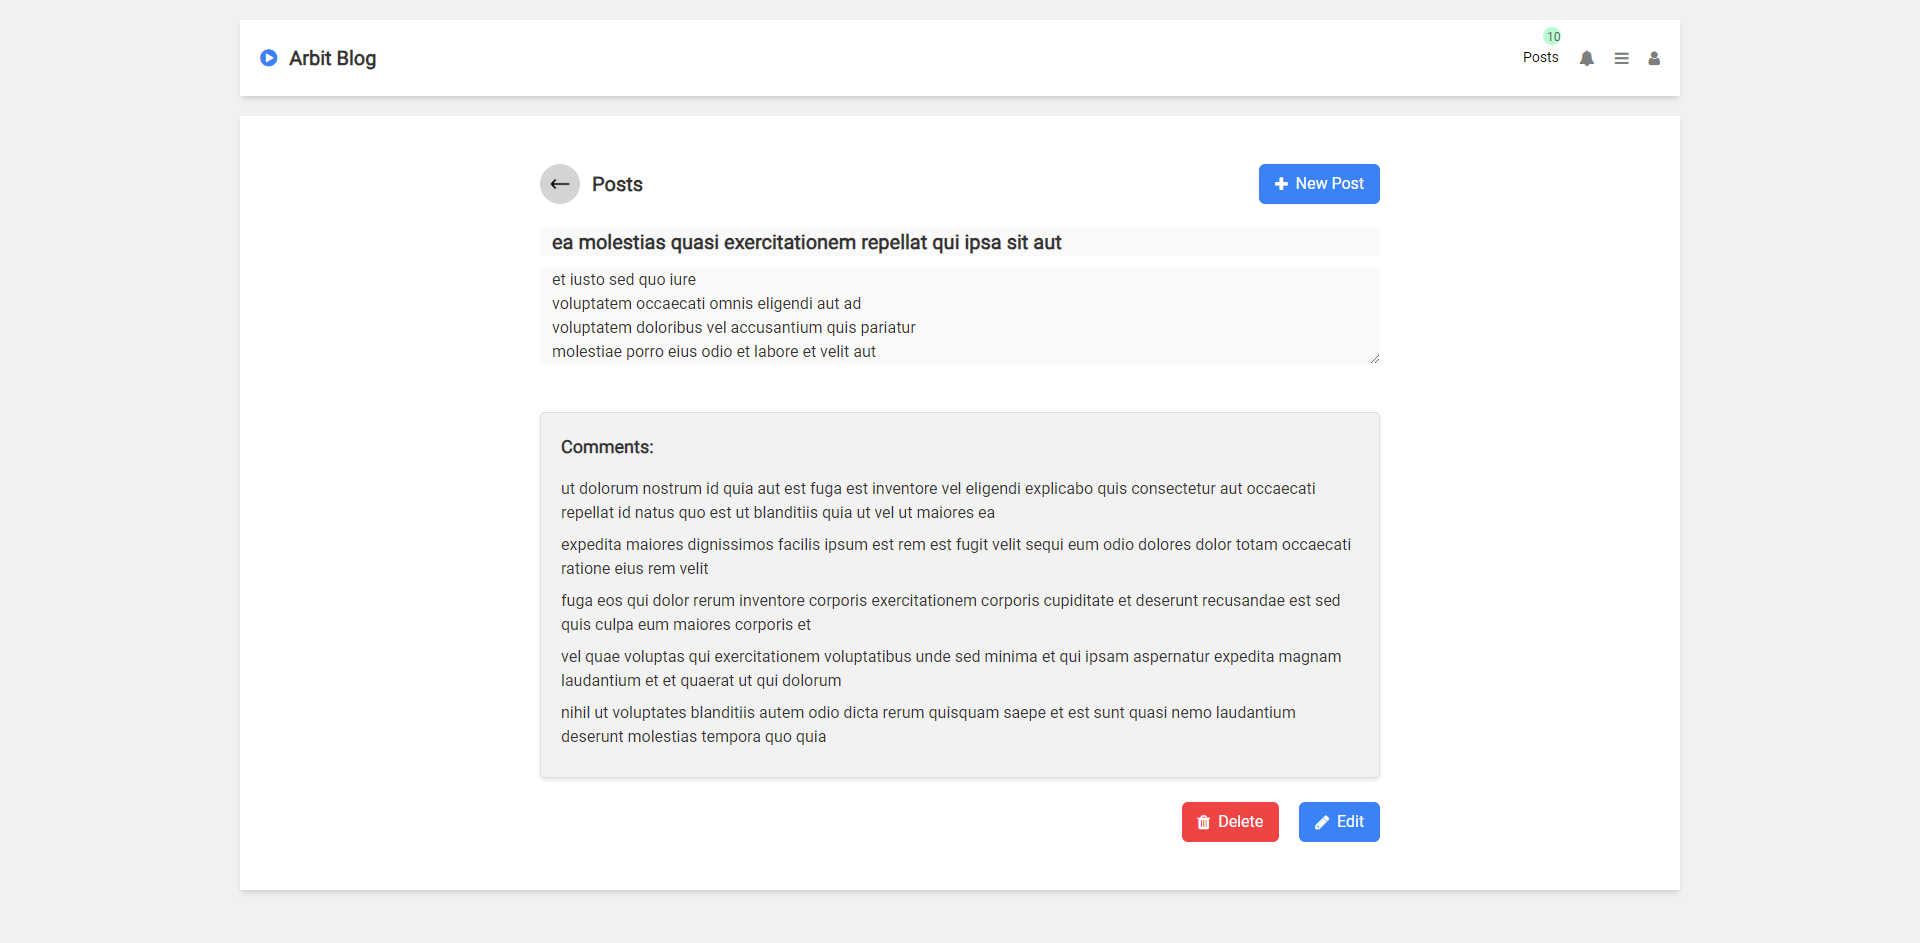 Arbit Blog
10
Posts
Posts
New Post
ea molestias quasi exercitationem repellat qui ipsa sit aut
et iusto sed quo iure
voluptatem occaecati omnis eligendi aut ad
voluptatem doloribus vel accusantium quis pariatur
molestiae porro eius odio et labore et velit aut
Comments:
ut dolorum nostrum id quia aut est fuga est inventore vel eligendi explicabo quis consectetur aut occaecati
repellat id natus quo est ut blanditiis quia ut vel ut maiores ea
expedita maiores dignissimos facilis ipsum est rem est fugit velit sequi eum odio dolores dolor totam occaecati
ratione eius rem velit
fuga eos qui dolor rerum inventore corporis exercitationem corporis cupiditate et deserunt recusandae est sed
quis culpa eum maiores corporis et
vel quae voluptas qui exercitationem voluptatibus unde sed minima et qui ipsam aspernatur expedita magnam
laudantium et et quaerat ut qui dolorum
nihil ut voluptates blanditiis autem odio dicta rerum quisquam saepe et est sunt quasi nemo laudantium
deserunt molestias tempora quo quia
Delete
Edit